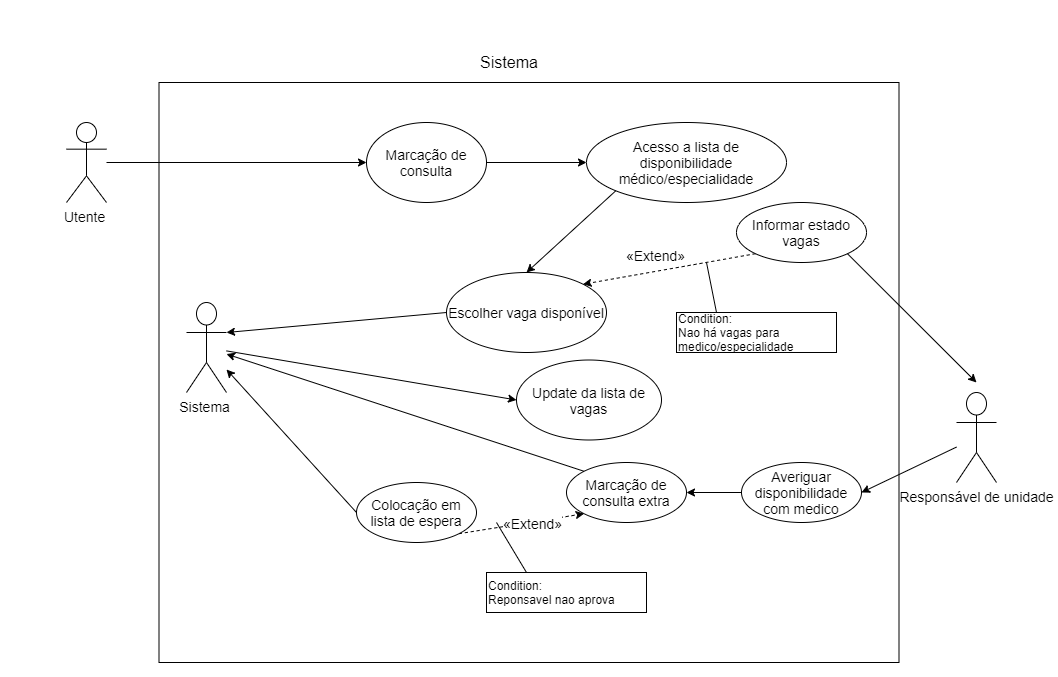 Sistema
Marcação de
consulta
Acesso a lista de
disponibilidade
médico/especialidade
Utente
Informar estado
vagas
«Extend»
Escolher vaga disponível
Condition:
Nao há vagas para
medico/especialidade
Sistema
Update da lista de
vagas
Marcação de
consulta extra
Averiguar
disponibilidade
com medico
Responsável de unidade
Colocação em
lista de espera
«Extend»
Condition:
Reponsavel nao aprova